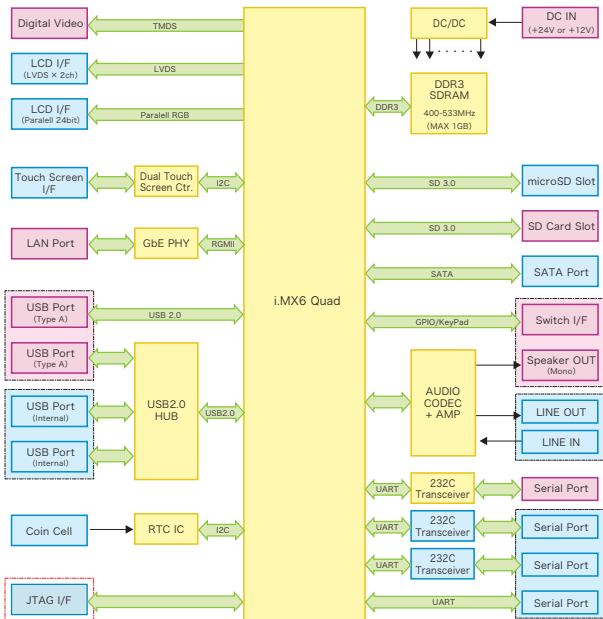 Digital Video
TMDS
DC/DC
DC IN
(+24V or +12V)
LCD I/F
(LVDS × 2ch)
LVDS
LCD I/F
(Paralell 24bit)
Paralell RGB
DDR3
DDR3
SDRAM
400-533MHz
(MAX 1GB)
Touch Screen
I/F
Dual Touch
Screen Ctr.
I2C
SD 3.0
microSD Slot
LAN Port
GbE PHY
RGMII
SD 3.0
SD Card Slot
SATA
SATA Port
i.MX6 Quad
USB Port
(Type A)
USB 2.0
GPIO/KeyPad
Switch I/F
USB Port
(Type A)
Speaker OUT
(Mono)
USB Port
(Internal)
USB2.0
HUB
USB2.0
AUDIO
CODEC
+ AMP
LINE OUT
LINE IN
USB Port
(Internal)
UART
232C
Transceiver
Serial Port
Coin Cell
RTC IC
I2C
UART
232C
Transceiver
Serial Port
UART
232C
Transceiver
Serial Port
JTAG I/F
UART
Serial Port